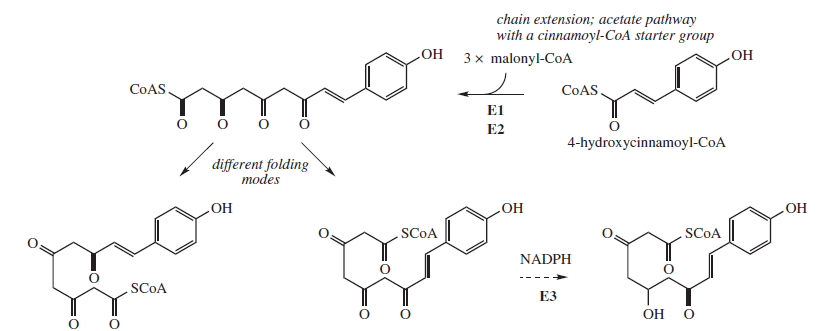 chain extension; acetate pathway
with a cinnamoyl-CoA starter group
OH
3 × malonyl-CoA
OH
CoAS
CoAS
E1
E2
O
O
O
O
O
4-hydroxycinnamoyl-CoA
different folding
modes
OH
OH
OH
O
O
SCoA
O
SCoA
NADPH
O
O
O
SCoA
E3
O
O
O
O
OH
O